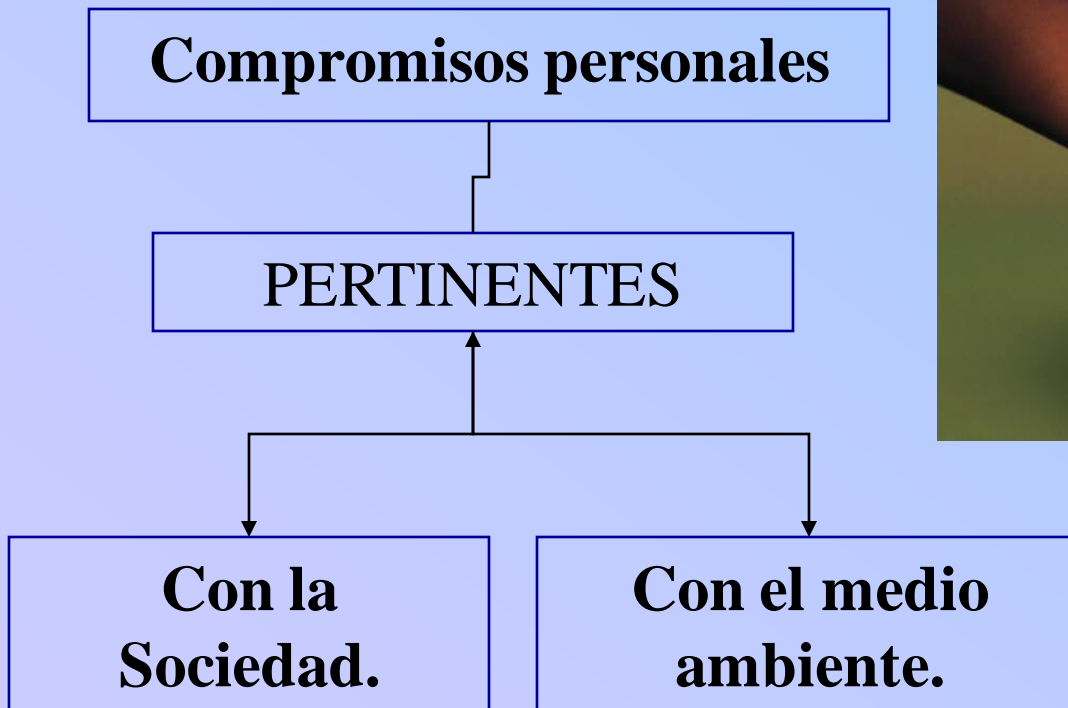 Compromisos personales
PERTINENTES
Con la
Sociedad.
Con el medio
ambiente.